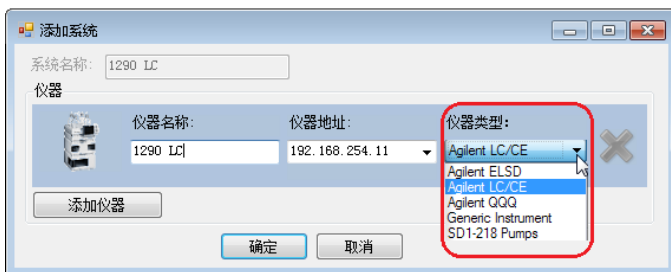 添加系统
系统名称: 1290 LC
仪器
仪器名称: 仪器地址: 仪器类型:
1290 LC 192.168.254.11 Agilent LC/CE
Agilent ELSD
Agilent LC/CE
Agilent QQQ
Generic Instrument
SD1-218 Pumps
添加仪器
确定 取消